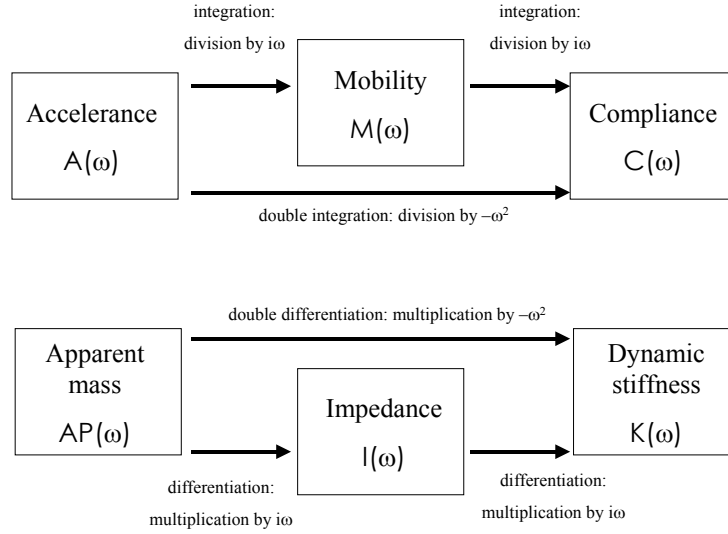 integration:
division by iω
integration:
division by iω
Accelerance
A(ω)
Mobility
M(ω)
Compliance
C(ω)
double integration: division by –ω²
double differentiation: multiplication by –ω²
Apparent
mass
AP(ω)
Impedance
I(ω)
Dynamic
stiffness
K(ω)
differentiation:
multiplication by iω
differentiation:
multiplication by iω